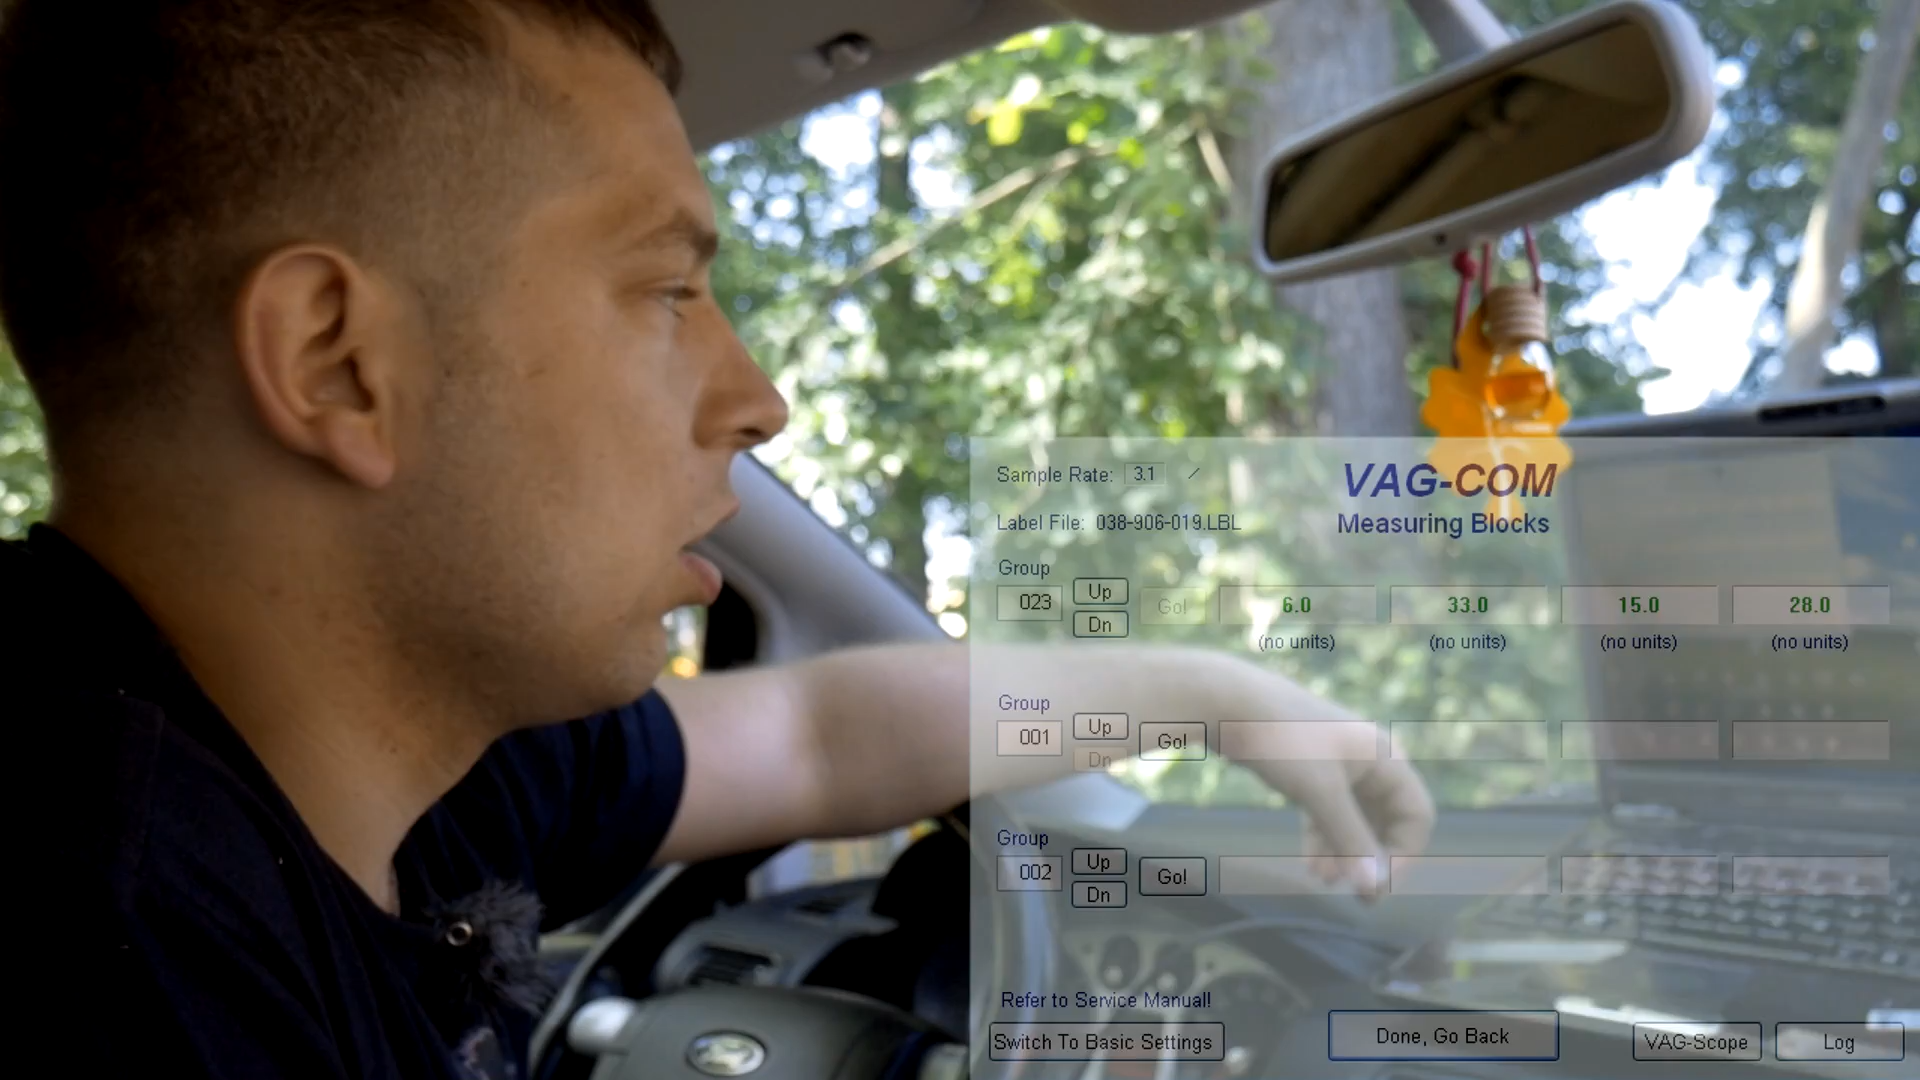 Sample Rate: 3.1
VAG-COM
Label File: 038-906-019.LBL
Measuring Blocks
Group
023 Up Dn Go! 6.0 33.0 15.0 28.0
(no units) (no units) (no units) (no units)
Group
001 Up Dn Go!
Group
002 Up Dn Go!
Refer to Service Manual!
Switch To Basic Settings Done, Go Back VAG-Scope Log